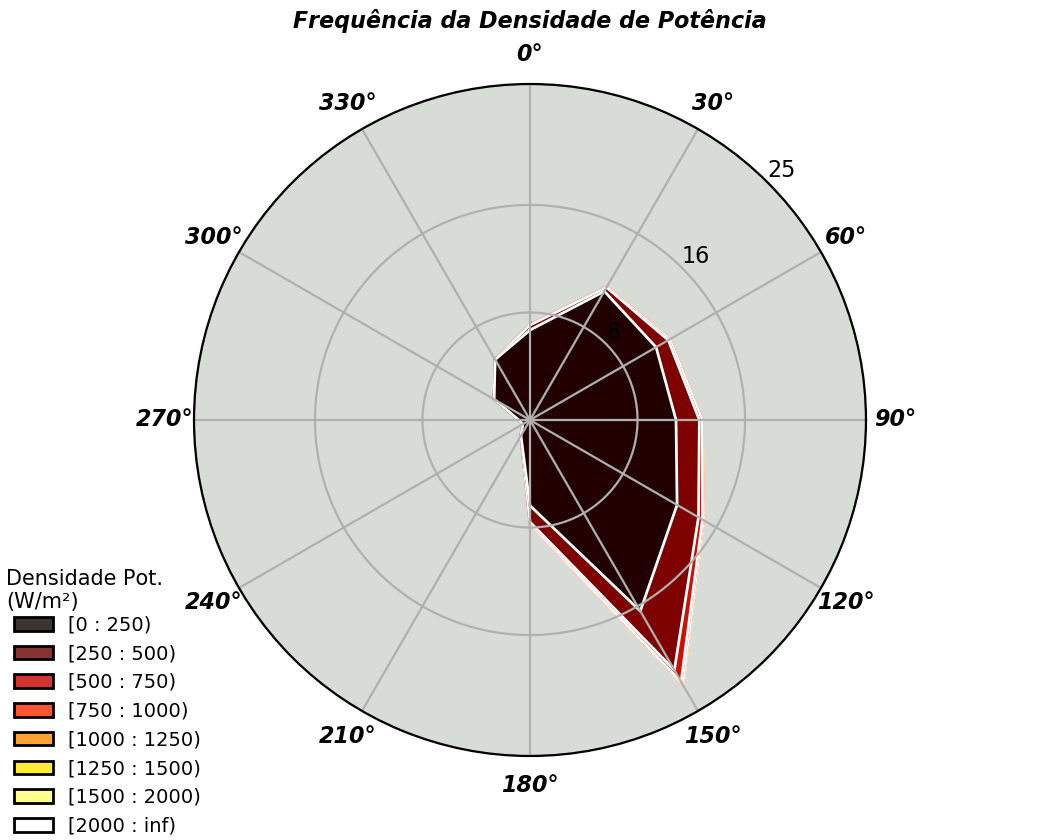 Frequência da Densidade de Potência
0°
330°
30°
25
300°
60°
16
8
270°
90°
240°
120°
210°
150°
180°
Densidade Pot.
(W/m²)
[0 : 250)
[250 : 500)
[500 : 750)
[750 : 1000)
[1000 : 1250)
[1250 : 1500)
[1500 : 2000)
[2000 : inf)